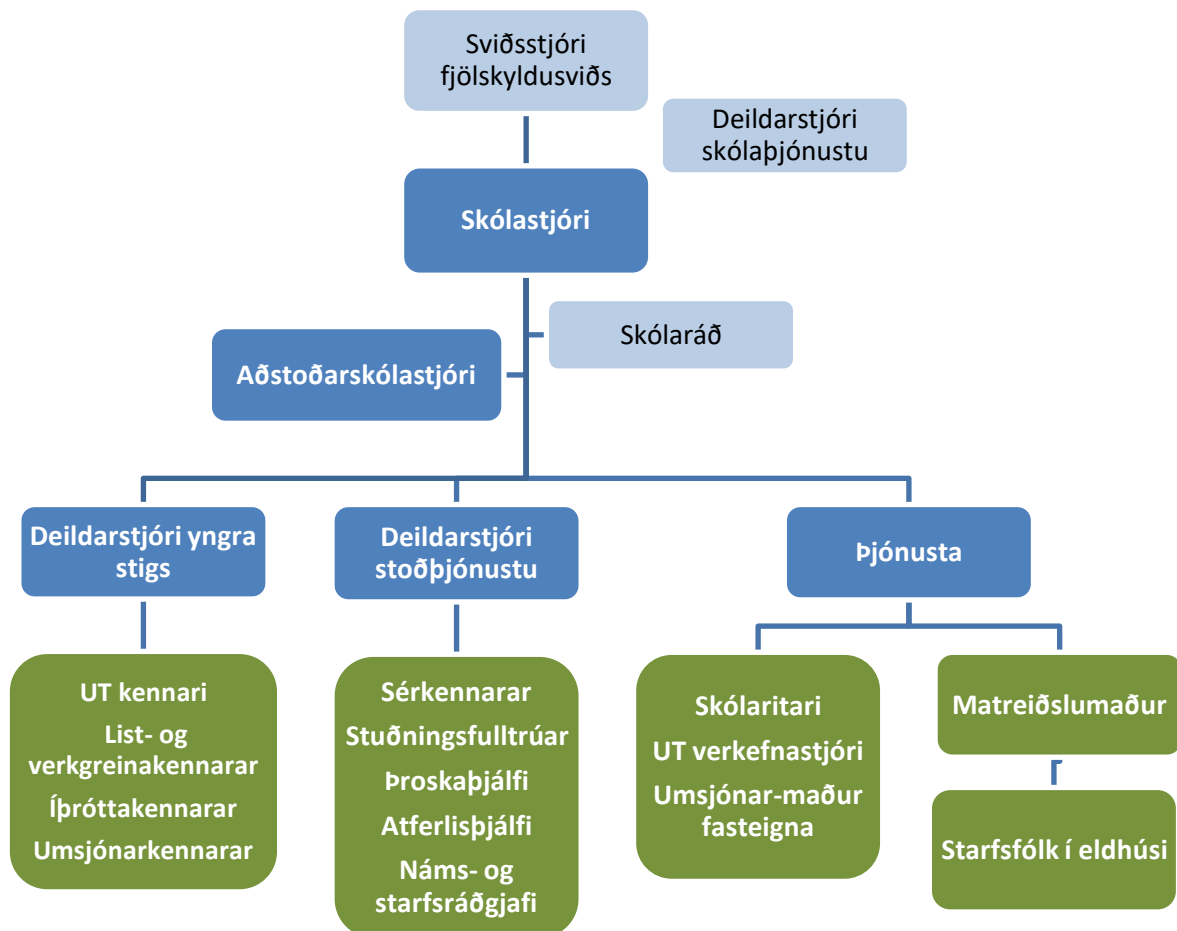 Sviðsstjóri
fjölskyldusviðs
Deildarstjóri
skólaþjónustu
Skólastjóri
Skólaráð
Aðstoðarskólastjóri
Deildarstjóri yngra
stigs
Deildarstjóri
stoðþjónustu
Þjónusta
UT kennari
List- og
verkgreinakennarar
Íþróttakennarar
Umsjónarkennarar
Sérkennarar
Stuðningsfulltrúar
Þroskaþjálfi
Atferlisþjálfi
Náms- og
starfsráðgjafi
Skólaritari
UT verkefnastjóri
Umsjónar-maður
fasteigna
Matreiðslumaður
Starfsfólk í eldhúsi